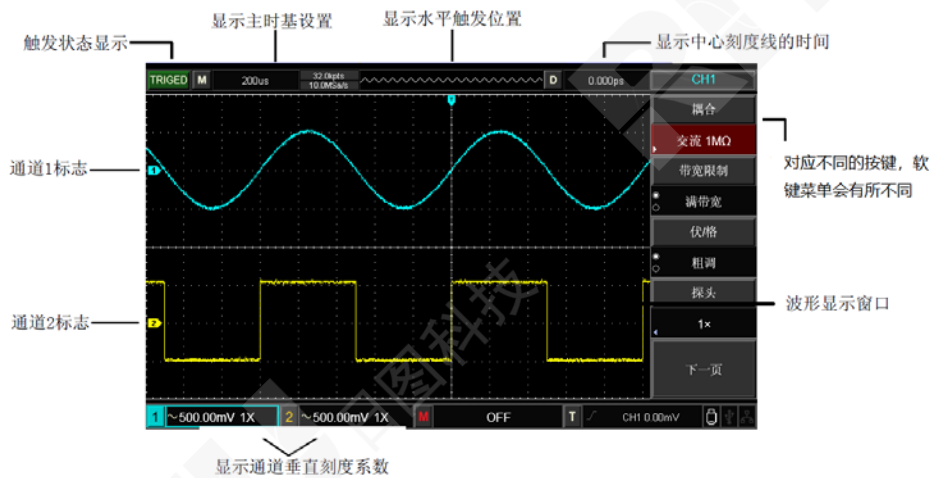 显示主时基设置
显示水平触发位置
触发状态显示
显示中心刻度线的时间
TRIGED M 200us 32.0kpts D 0.000ps CH1
10.0MSa/s
T
耦合
交流 1MΩ
对应不同的按键，软
键菜单会有所不同
通道1标志
1
带宽限制
满带宽
伏/格
粗调
探头
波形显示窗口
通道2标志
2
1×
下一页
1 ~500.00mV 1X 2 ~500.00mV 1X M OFF T CH1 0.00mV
显示通道垂直刻度系数
日图科技